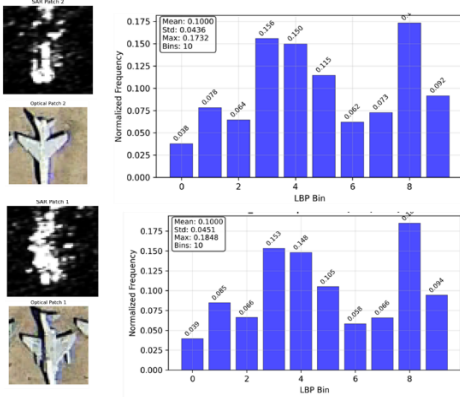 SAR Patch 2
Optical Patch 2
Normalized Frequency
0.175
0.150
0.125
0.100
0.075
0.050
0.025
0.000
Mean: 0.1000
Std: 0.0436
Max: 0.1732
Bins: 10
0.038
0.078
0.064
0.156
0.150
0.115
0.062
0.073
0.092
0 2 4 6 8
LBP Bin
SAR Patch 1
Optical Patch 1
Normalized Frequency
0.175
0.150
0.125
0.100
0.075
0.050
0.025
0.000
Mean: 0.1000
Std: 0.0451
Max: 0.1848
Bins: 10
0.039
0.085
0.066
0.153
0.148
0.105
0.058
0.066
0.094
0 2 4 6 8
LBP Bin